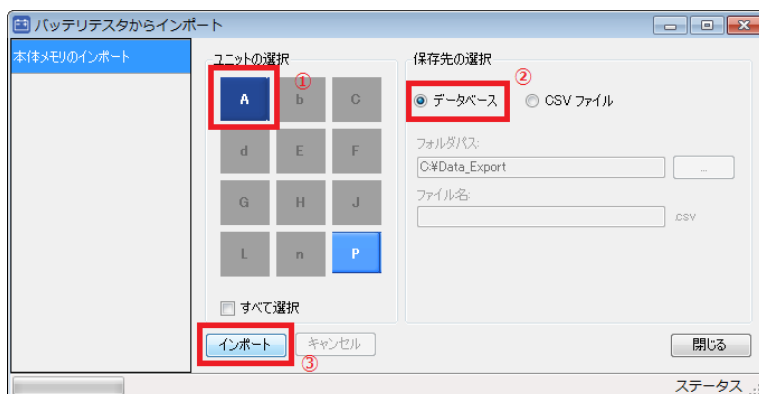 バッテリテスタからインポート
本体メモリのインポート
ユニットの選択
①
A b C
d E F
G H J
L n P
すべて選択
インポート キャンセル
③
保存先の選択
②
データベース CSV ファイル
フォルダパス:
C:¥Data_Export ...
ファイル名:
.csv
閉じる
ステータス